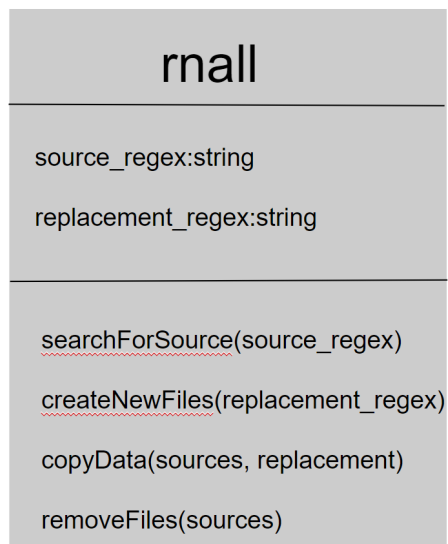 rnall
source_regex:string
replacement_regex:string
searchForSource(source_regex)
createNewFiles(replacement_regex)
copyData(sources, replacement)
removeFiles(sources)